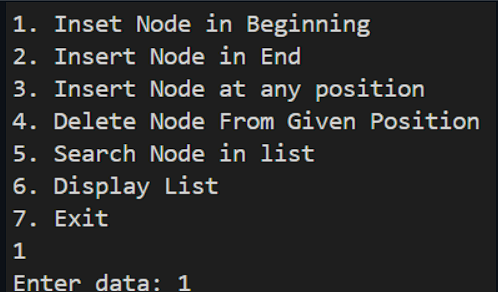 1. Inset Node in Beginning
2. Insert Node in End
3. Insert Node at any position
4. Delete Node From Given Position
5. Search Node in list
6. Display List
7. Exit
1
Enter data: 1